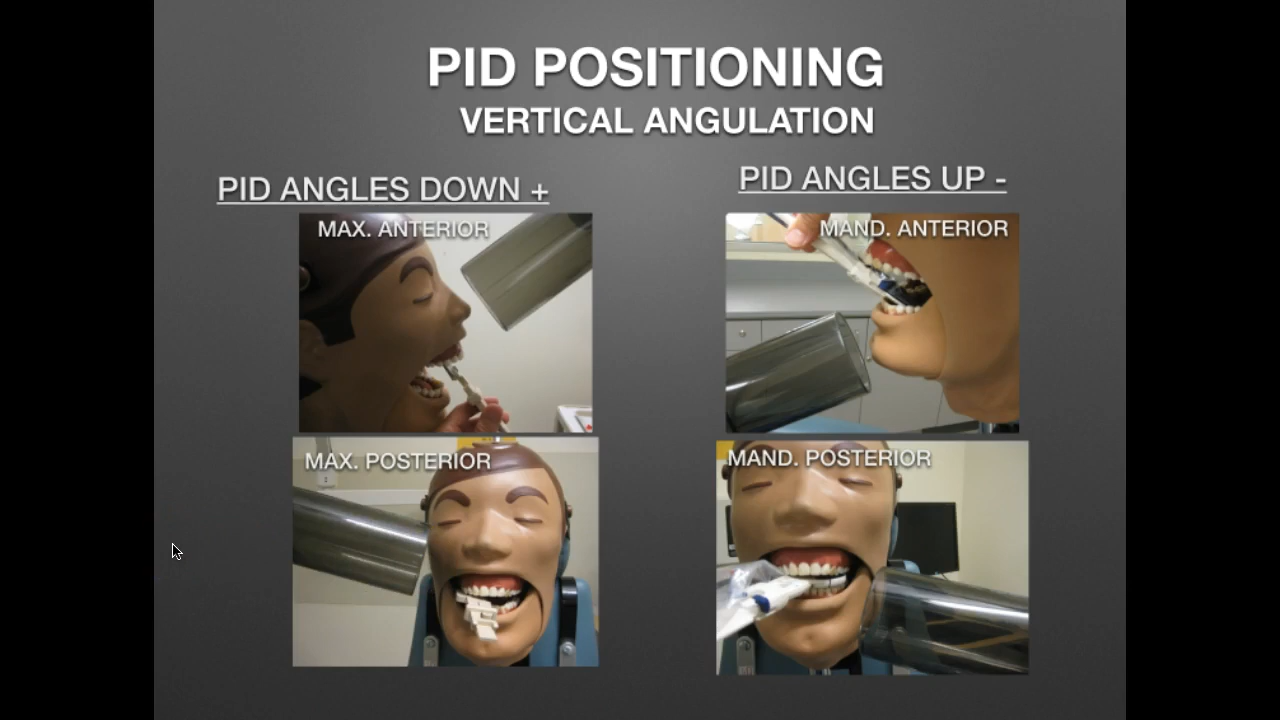 PID POSITIONING
VERTICAL ANGULATION
PID ANGLES DOWN +
MAX. ANTERIOR
MAX. POSTERIOR
PID ANGLES UP -
MAND. ANTERIOR
MAND. POSTERIOR